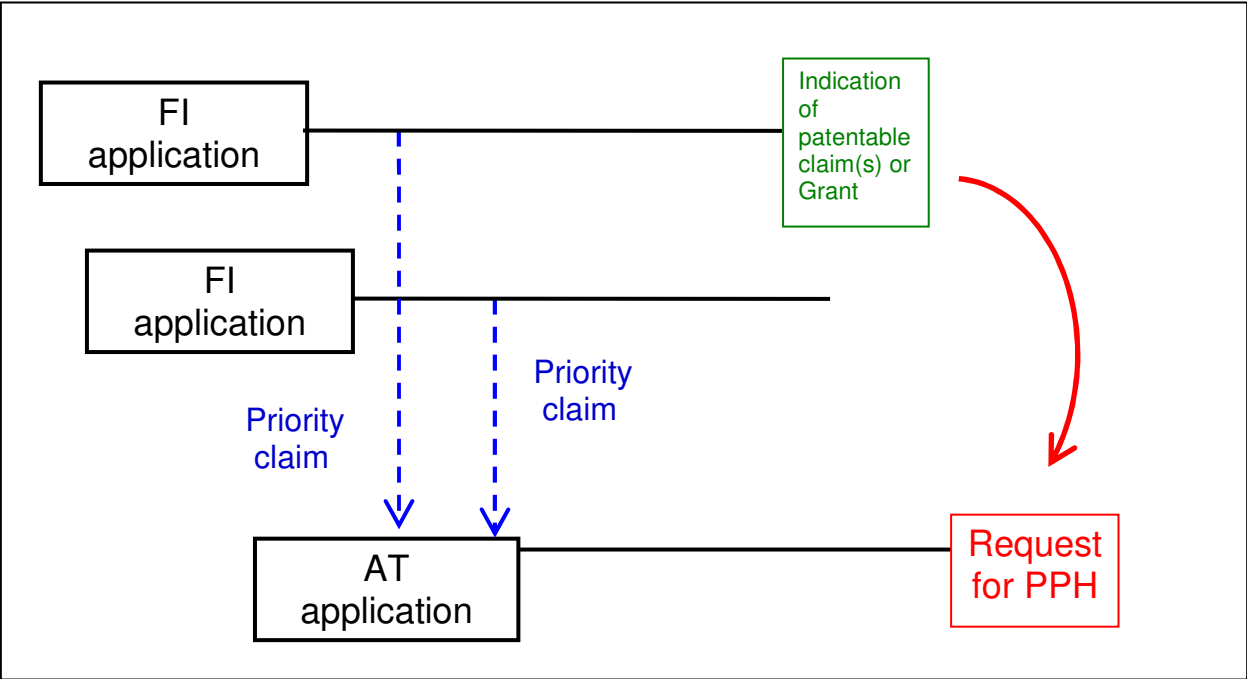 FI
application
Indication
of
patentable
claim(s) or
Grant
FI
application
Priority
claim
Priority
claim
AT
application
Request
for PPH